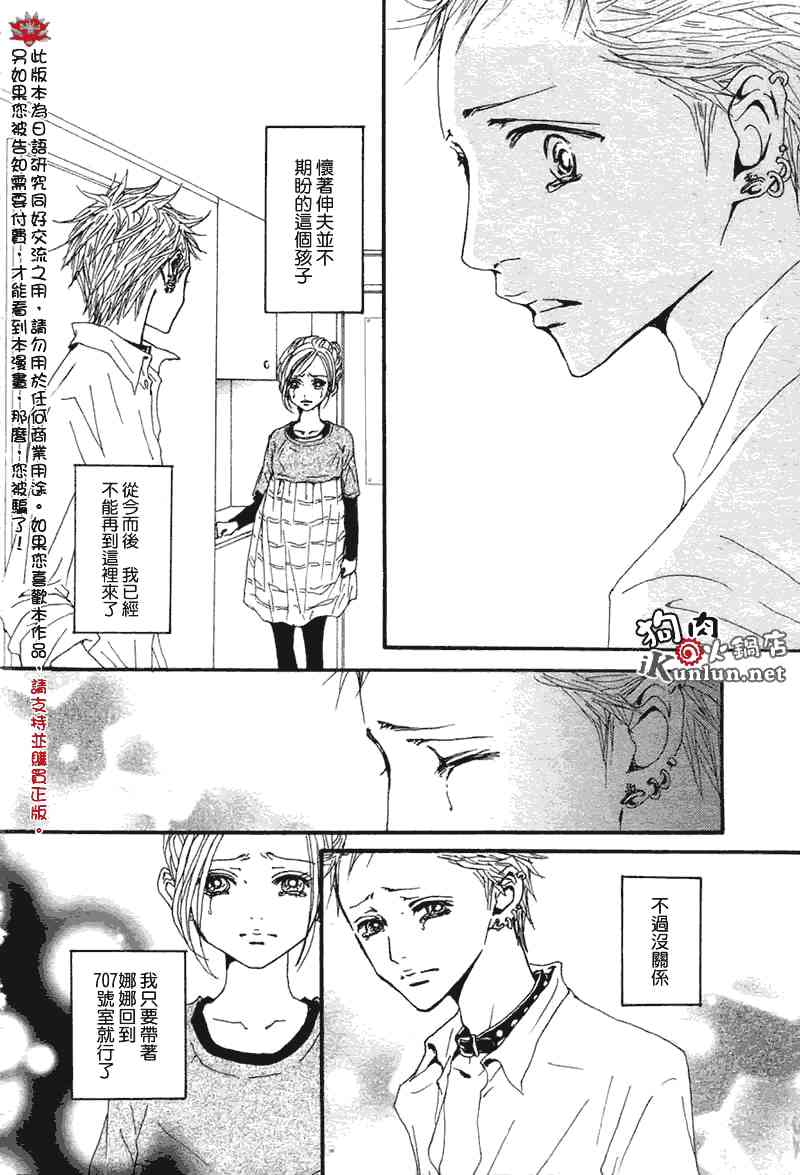 懷著伸夫並不
期盼的這個孩子
從今而後 我已經
不能再到這裡來了
不過沒關係
我只要帶著
娜娜回到
707號室就行了
此版本為日語研究同好交流之用，請勿用於任何商業用途。如果您喜歡本作品，請支持並購買正版。
另如果您被告知需要付費，才能看到本漫畫，那麼，您被騙了！
狗肉火鍋店
iKunlun.net